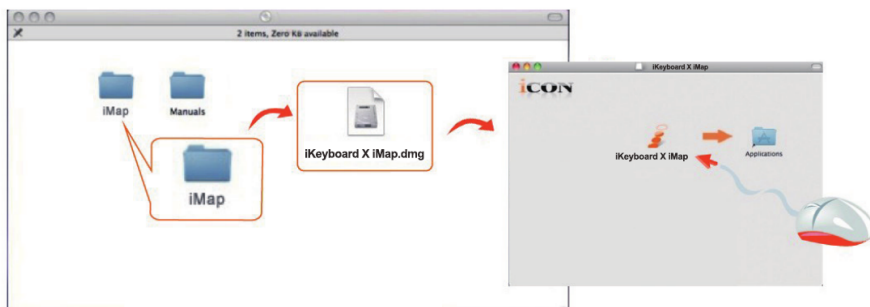 2 items, Zero KB available
iMap
Manuals
iMap
iKeyboard X iMap.dmg
iKeyboard X iMap
iCON
iKeyboard X iMap
Applications